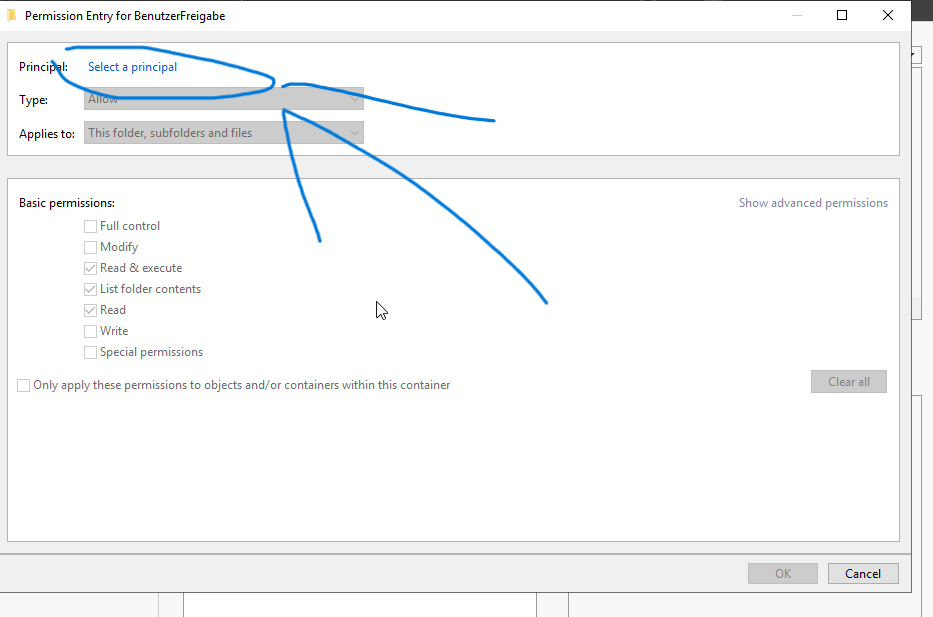 Permission Entry for BenutzerFreigabe
Principal: Select a principal
Type: Allow
Applies to: This folder, subfolders and files
Basic permissions: Show advanced permissions
Full control
Modify
Read & execute
List folder contents
Read
Write
Special permissions
Only apply these permissions to objects and/or containers within this container Clear all
OK Cancel